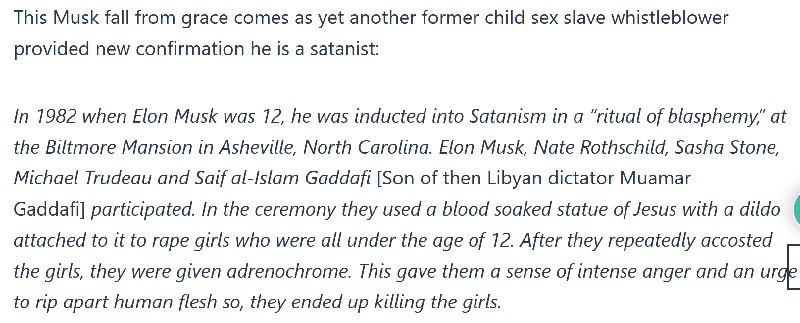 This Musk fall from grace comes as yet another former child sex slave whistleblower
provided new confirmation he is a satanist:
In 1982 when Elon Musk was 12, he was inducted into Satanism in a “ritual of blasphemy,” at
the Biltmore Mansion in Asheville, North Carolina. Elon Musk, Nate Rothschild, Sasha Stone,
Michael Trudeau and Saif al-Islam Gaddafi [Son of then Libyan dictator Muamar
Gaddafi] participated. In the ceremony they used a blood soaked statue of Jesus with a dildo
attached to it to rape girls who were all under the age of 12. After they repeatedly accosted
the girls, they were given adrenochrome. This gave them a sense of intense anger and an urge
to rip apart human flesh so, they ended up killing the girls.